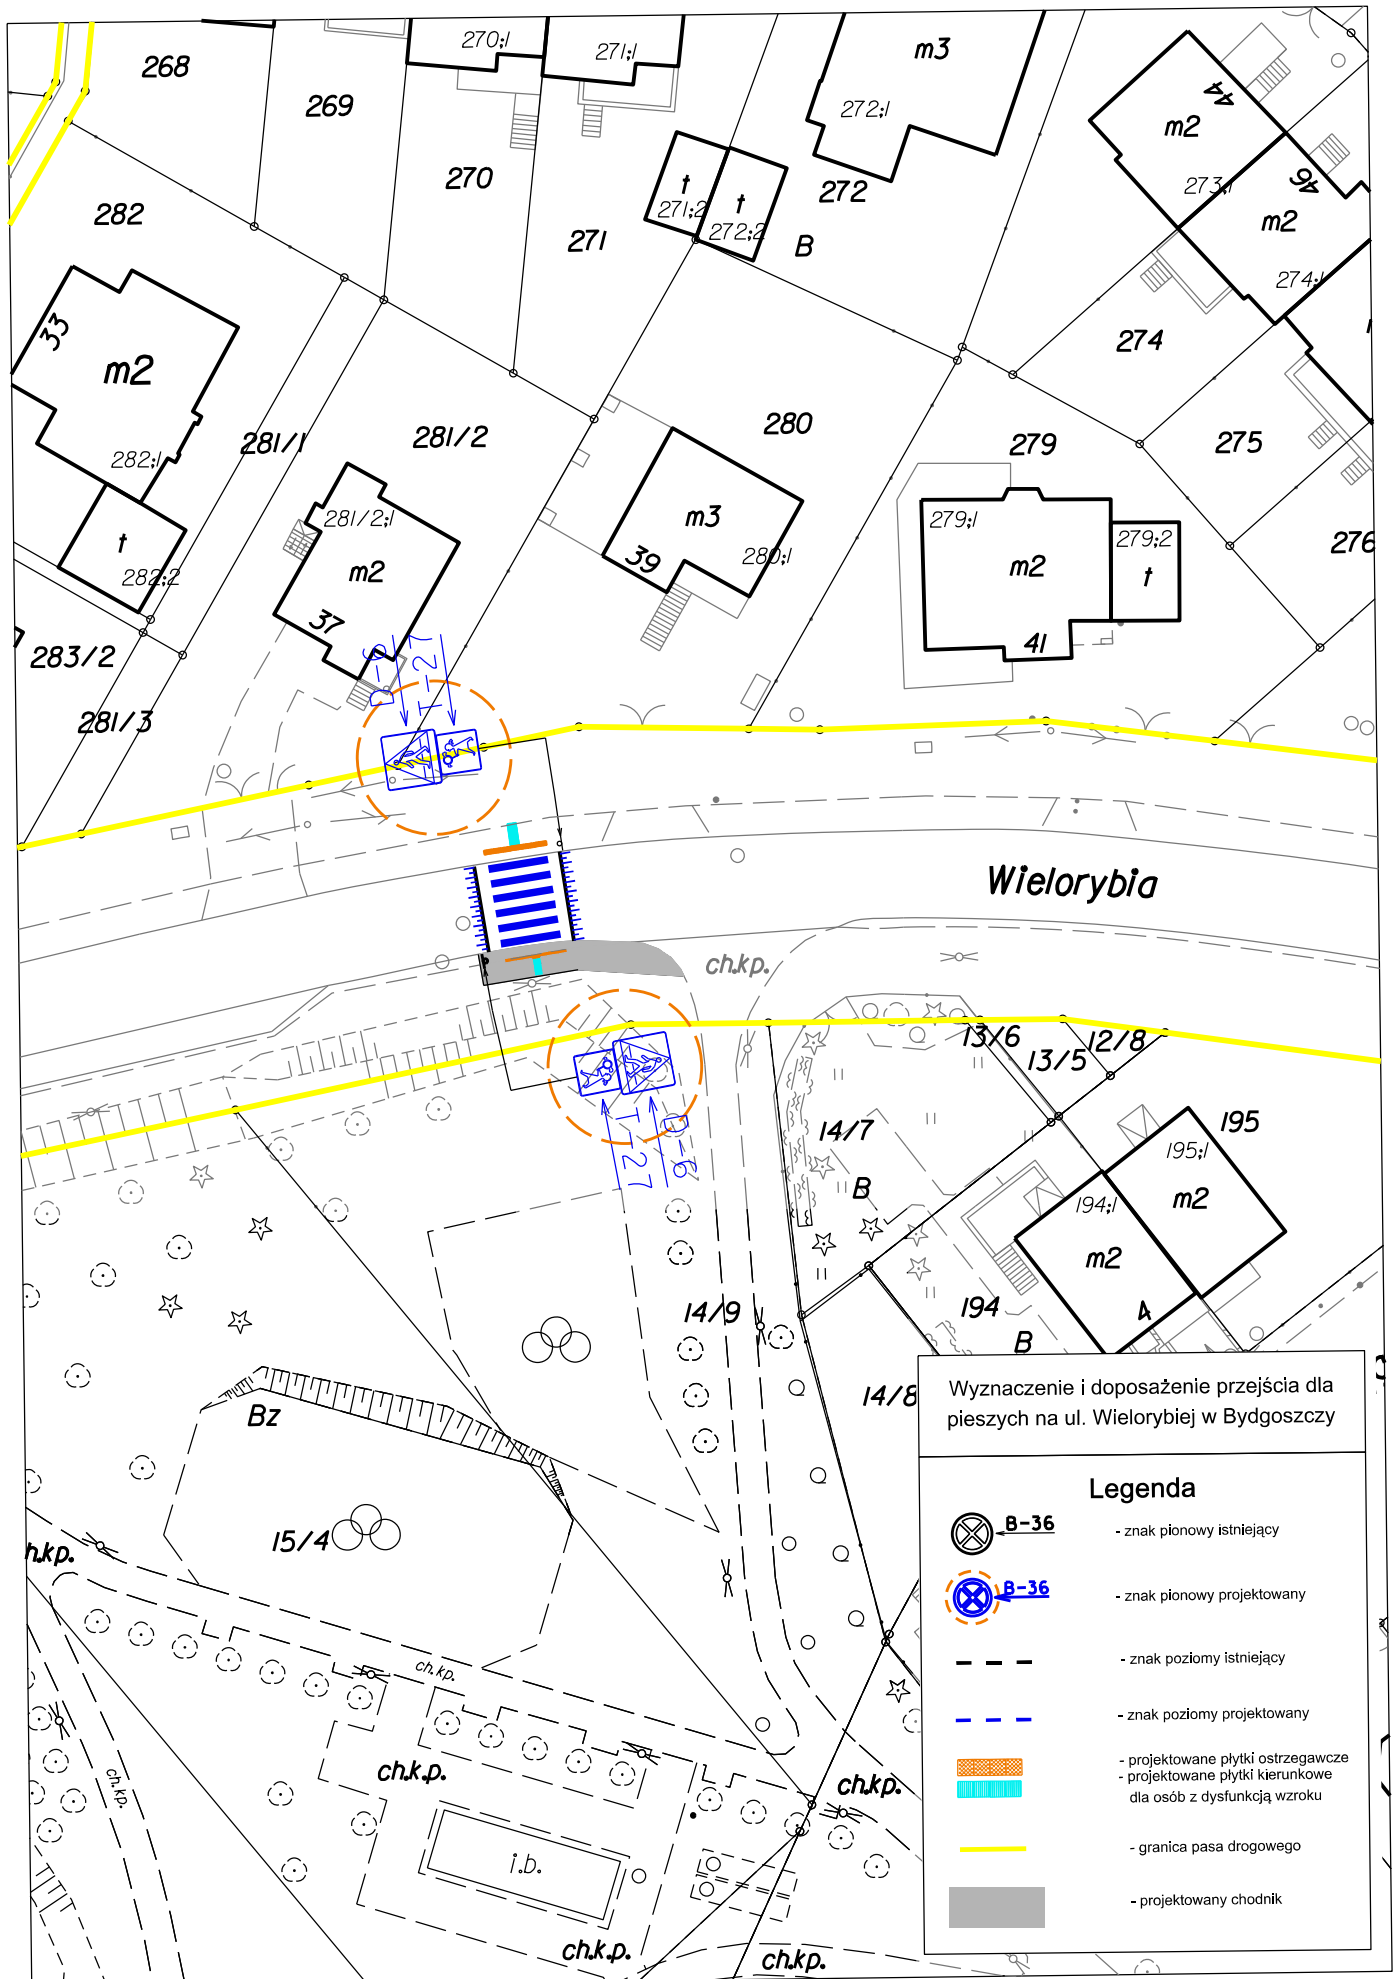 268
269
270;1
271;1
272;1
m3
44
m2
273;1
46
m2
274;1
282
270
271
t
271;2
t
272;2
272
B
33
m2
282;1
281/1
281/2
280
274
279
275
276
t
282;2
281/2;1
m2
37
m3
39
280;1
279;1
m2
279;2
t
41
283/2
281/3
D-6
T-27
Wielorybia
ch.kp.
13/6
13/5
12/8
14/7
B
195
195;1
m2
194;1
m2
4
194
B
T-27
D-6
14/9
14/8
Bz
15/4
h.kp.
ch.kp.
ch.kp.
ch.k.p.
ch.kp.
i.b.
ch.k.p.
ch.kp.
Wyznaczenie i doposażenie przejścia dla
pieszych na ul. Wielorybiej w Bydgoszczy
Legenda
B-36
- znak pionowy istniejący
B-36
- znak pionowy projektowany
- znak poziomy istniejący
- znak poziomy projektowany
- projektowane płytki ostrzegawcze
- projektowane płytki kierunkowe
dla osób z dysfunkcją wzroku
- granica pasa drogowego
- projektowany chodnik